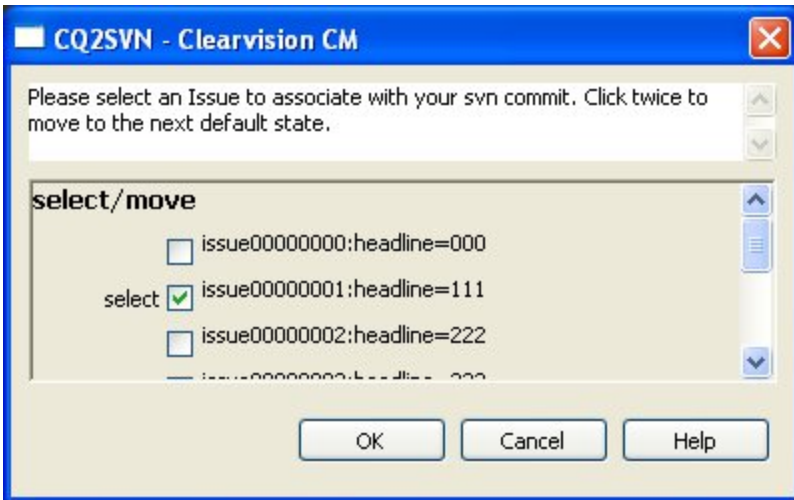 CQ2SVN - Clearvision CM
Please select an Issue to associate with your svn commit. Click twice to
move to the next default state.
select/move
issue00000000:headline=000
select issue00000001:headline=111
issue00000002:headline=222
OK Cancel Help